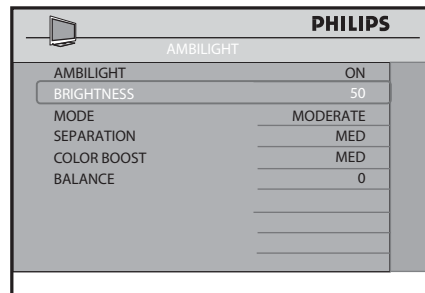 PHILIPS
AMBILIGHT
AMBILIGHT ON
BRIGHTNESS 50
MODE MODERATE
SEPARATION MED
COLOR BOOST MED
BALANCE 0